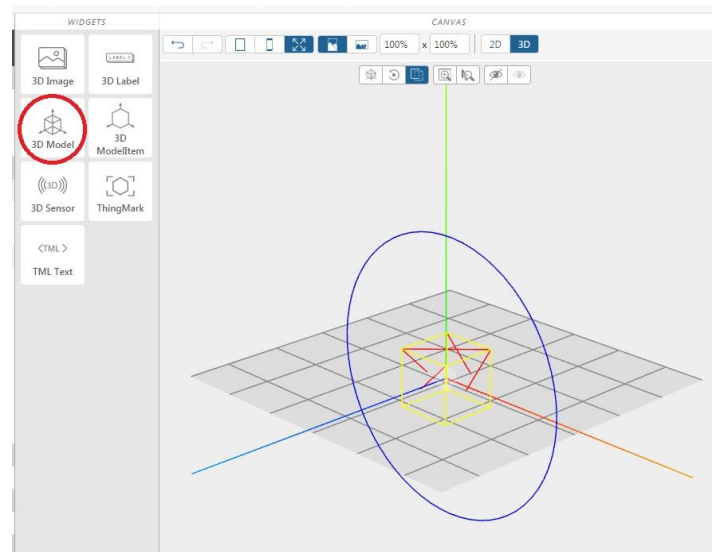 WIDGETS
CANVAS
100% x 100% 2D 3D
3D Image
LABEL
3D Label
3D Model
3D
ModelItem
((3D))
3D Sensor
ThingMark
<TML >
TML Text